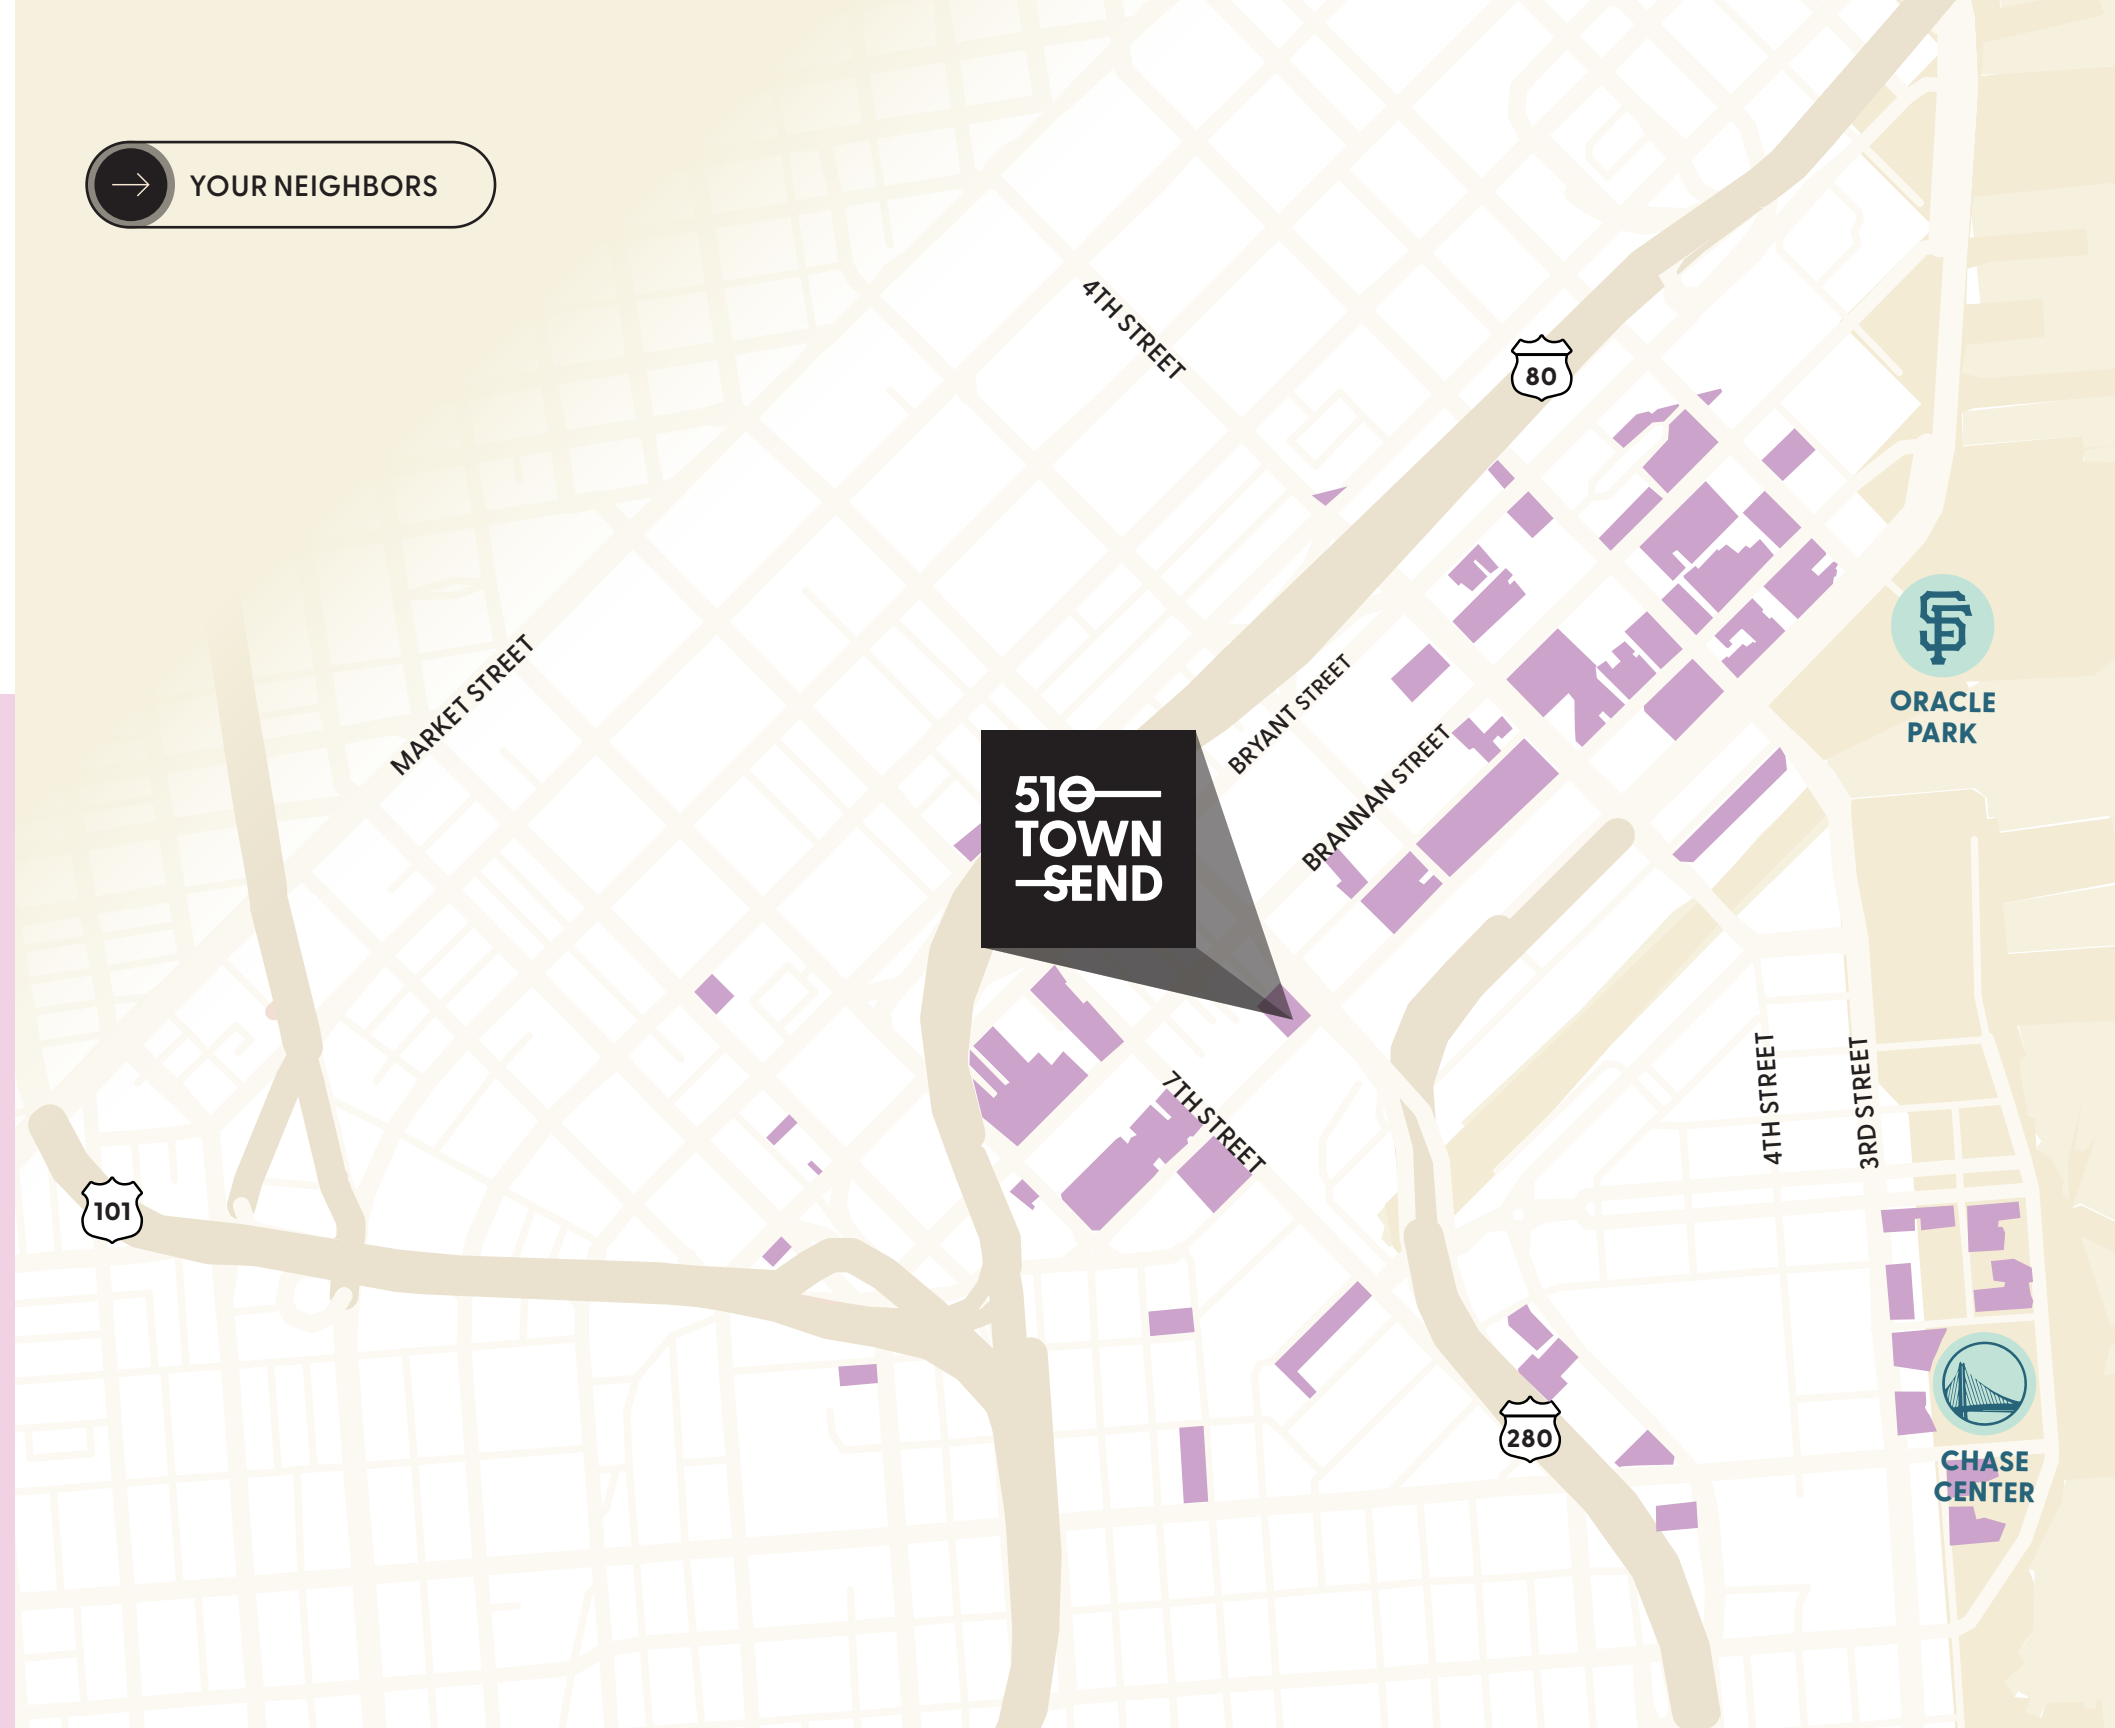 YOUR NEIGHBORS
4TH STREET
80
MARKET STREET
BRYANT STREET
BRANNAN STREET
SF
ORACLE
PARK
510
TOWN
SEND
7TH STREET
4TH STREET
3RD STREET
101
280
CHASE
CENTER